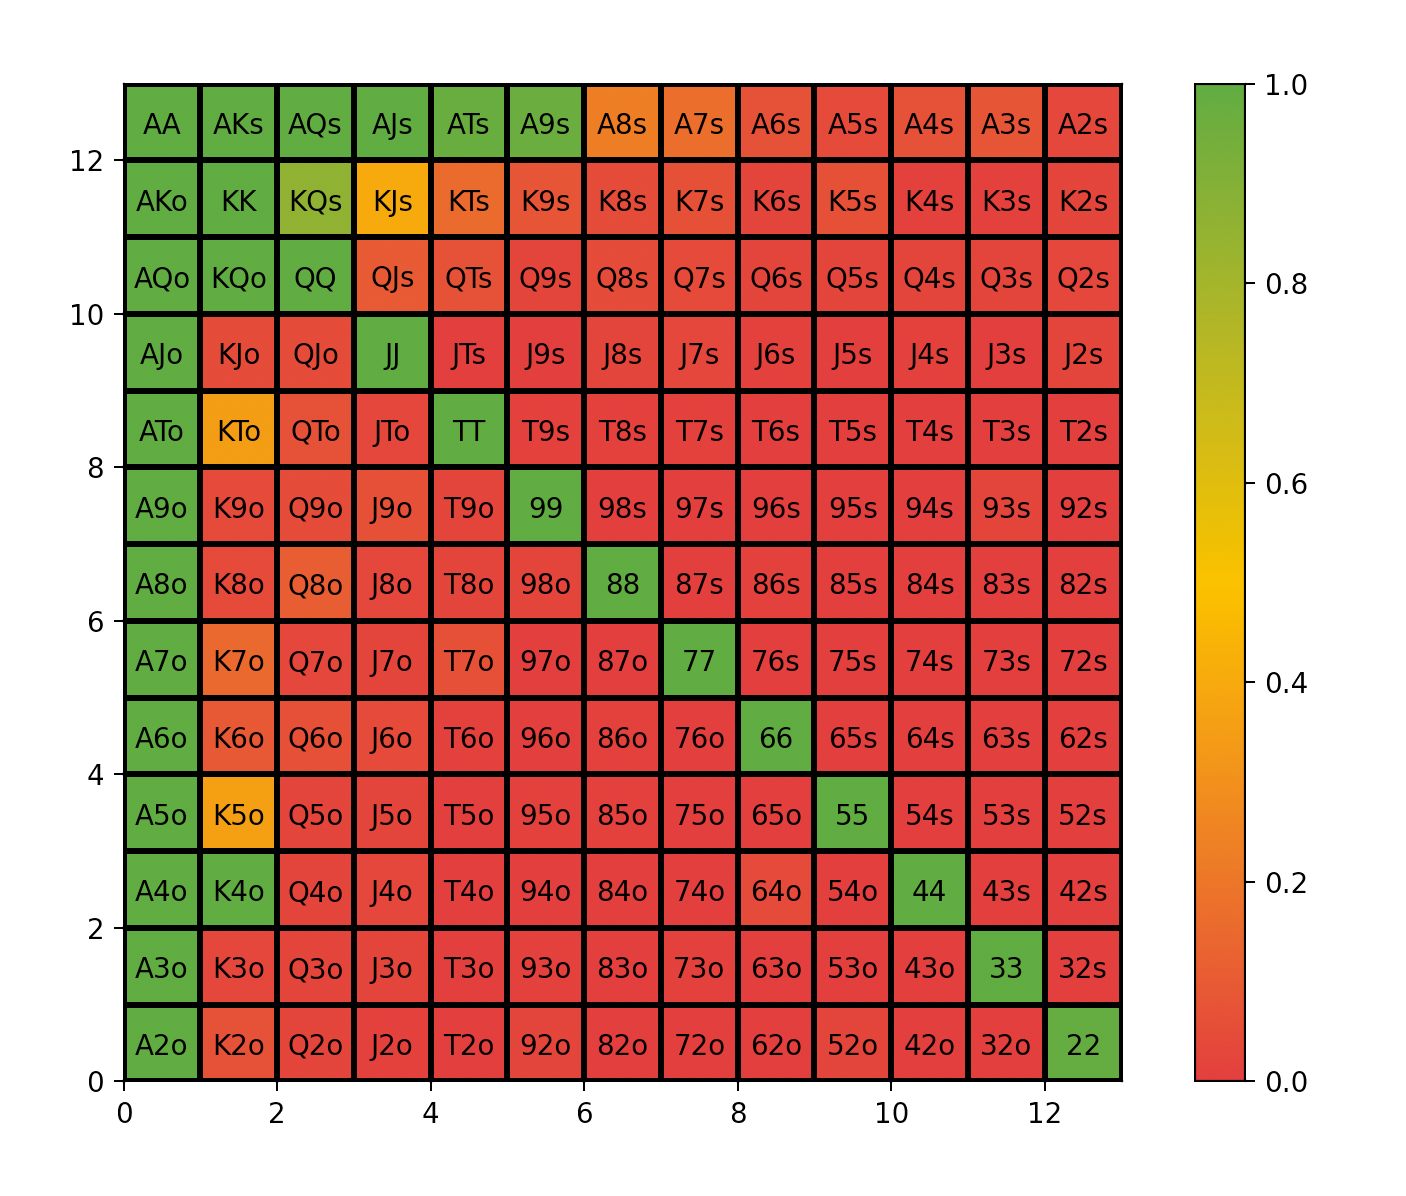 AA AKs AQs AJs ATs A9s A8s A7s A6s A5s A4s A3s A2s 1.0
12
AKo KK KQs KJs KTs K9s K8s K7s K6s K5s K4s K3s K2s
AQo KQo QQ QJs QTs Q9s Q8s Q7s Q6s Q5s Q4s Q3s Q2s 0.8
10
AJo KJo QJo JJ JTs J9s J8s J7s J6s J5s J4s J3s J2s
ATo KTo QTo JTo TT T9s T8s T7s T6s T5s T4s T3s T2s
8
0.6
A9o K9o Q9o J9o T9o 99 98s 97s 96s 95s 94s 93s 92s
A8o K8o Q8o J8o T8o 98o 88 87s 86s 85s 84s 83s 82s
6
A7o K7o Q7o J7o T7o 97o 87o 77 76s 75s 74s 73s 72s
0.4
A6o K6o Q6o J6o T6o 96o 86o 76o 66 65s 64s 63s 62s
4
A5o K5o Q5o J5o T5o 95o 85o 75o 65o 55 54s 53s 52s
A4o K4o Q4o J4o T4o 94o 84o 74o 64o 54o 44 43s 42s 0.2
2
A3o K3o Q3o J3o T3o 93o 83o 73o 63o 53o 43o 33 32s
A2o K2o Q2o J2o T2o 92o 82o 72o 62o 52o 42o 32o 22
0 0.0
0 2 4 6 8 10 12